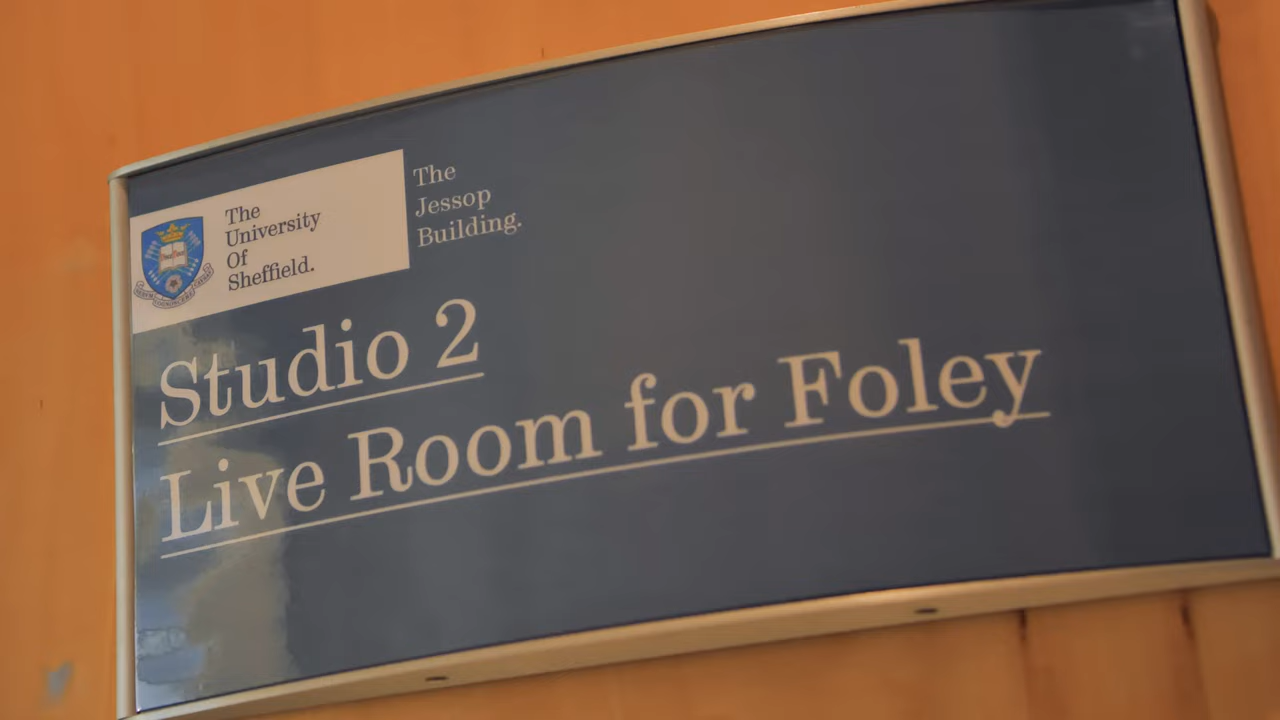 The
University
Of
Sheffield.
The
Jessop
Building.
Studio 2
Live Room for Foley